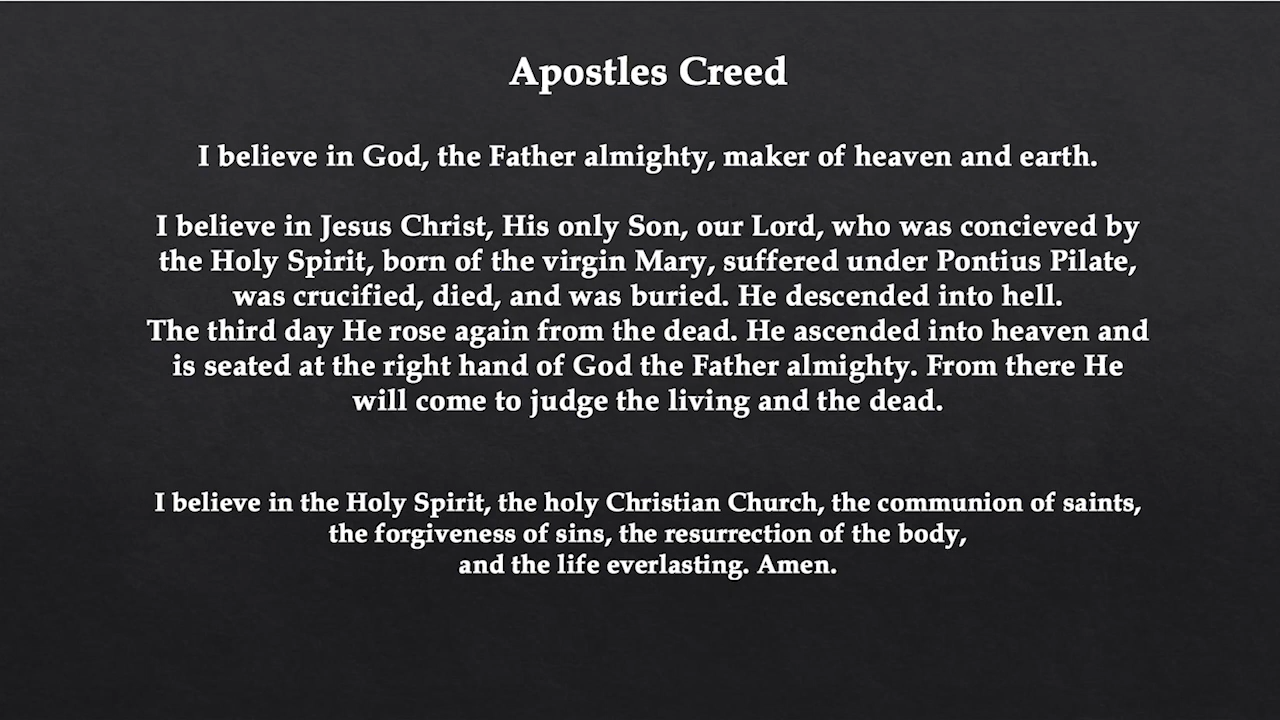 Apostles Creed
I believe in God, the Father almighty, maker of heaven and earth.
I believe in Jesus Christ, His only Son, our Lord, who was concieved by
the Holy Spirit, born of the virgin Mary, suffered under Pontius Pilate,
was crucified, died, and was buried. He descended into hell.
The third day He rose again from the dead. He ascended into heaven and
is seated at the right hand of God the Father almighty. From there He
will come to judge the living and the dead.
I believe in the Holy Spirit, the holy Christian Church, the communion of saints,
the forgiveness of sins, the resurrection of the body,
and the life everlasting. Amen.